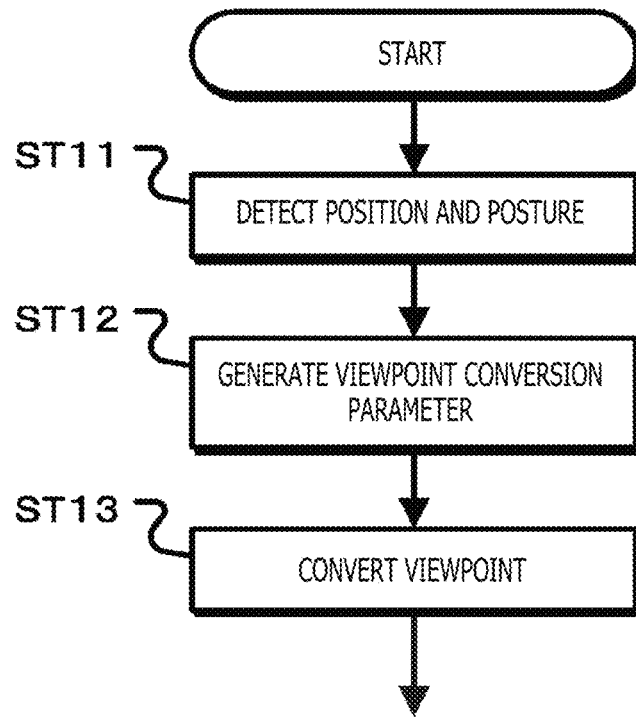 START
ST11
DETECT POSITION AND POSTURE
ST12
GENERATE VIEWPOINT CONVERSION
PARAMETER
ST13
CONVERT VIEWPOINT